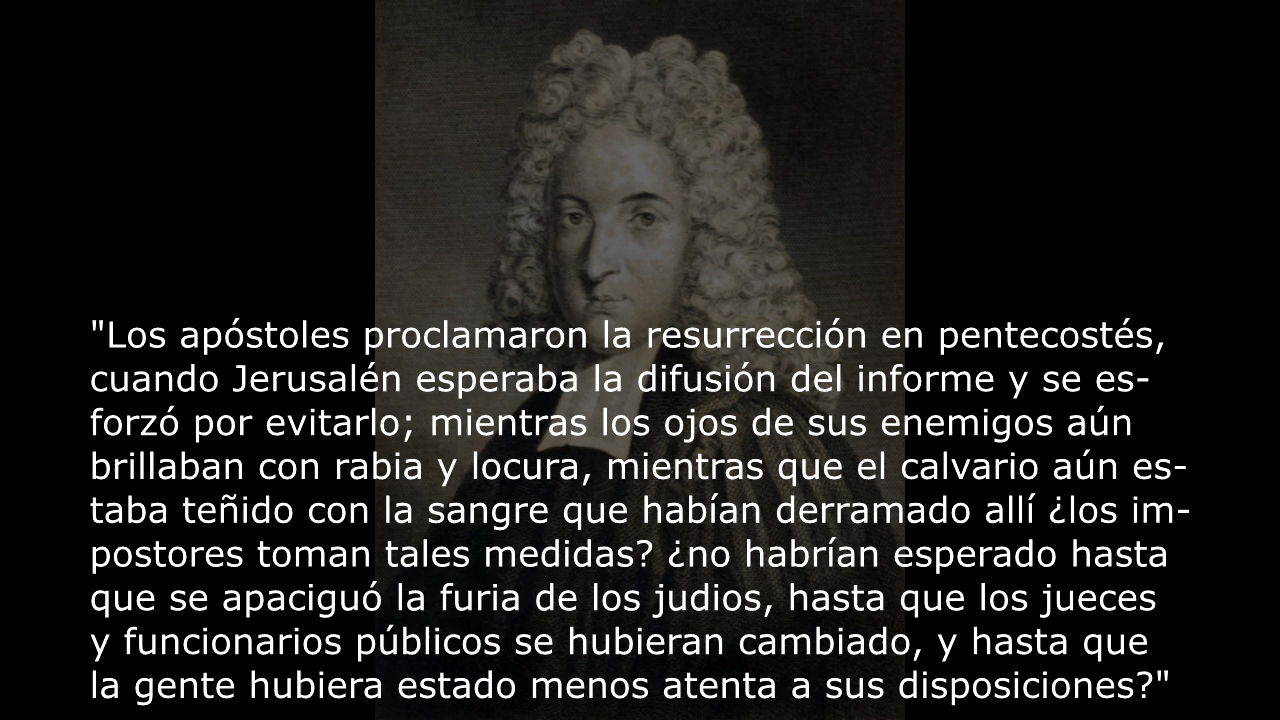 "Los apóstoles proclamaron la resurrección en pentecostés,
cuando Jerusalén esperaba la difusión del informe y se es-
forzó por evitarlo; mientras los ojos de sus enemigos aún
brillaban con rabia y locura, mientras que el calvario aún es-
taba teñido con la sangre que habían derramado allí ¿los im-
postores toman tales medidas? ¿no habrían esperado hasta
que se apaciguó la furia de los judios, hasta que los jueces
y funcionarios públicos se hubieran cambiado, y hasta que
la gente hubiera estado menos atenta a sus disposiciones?"